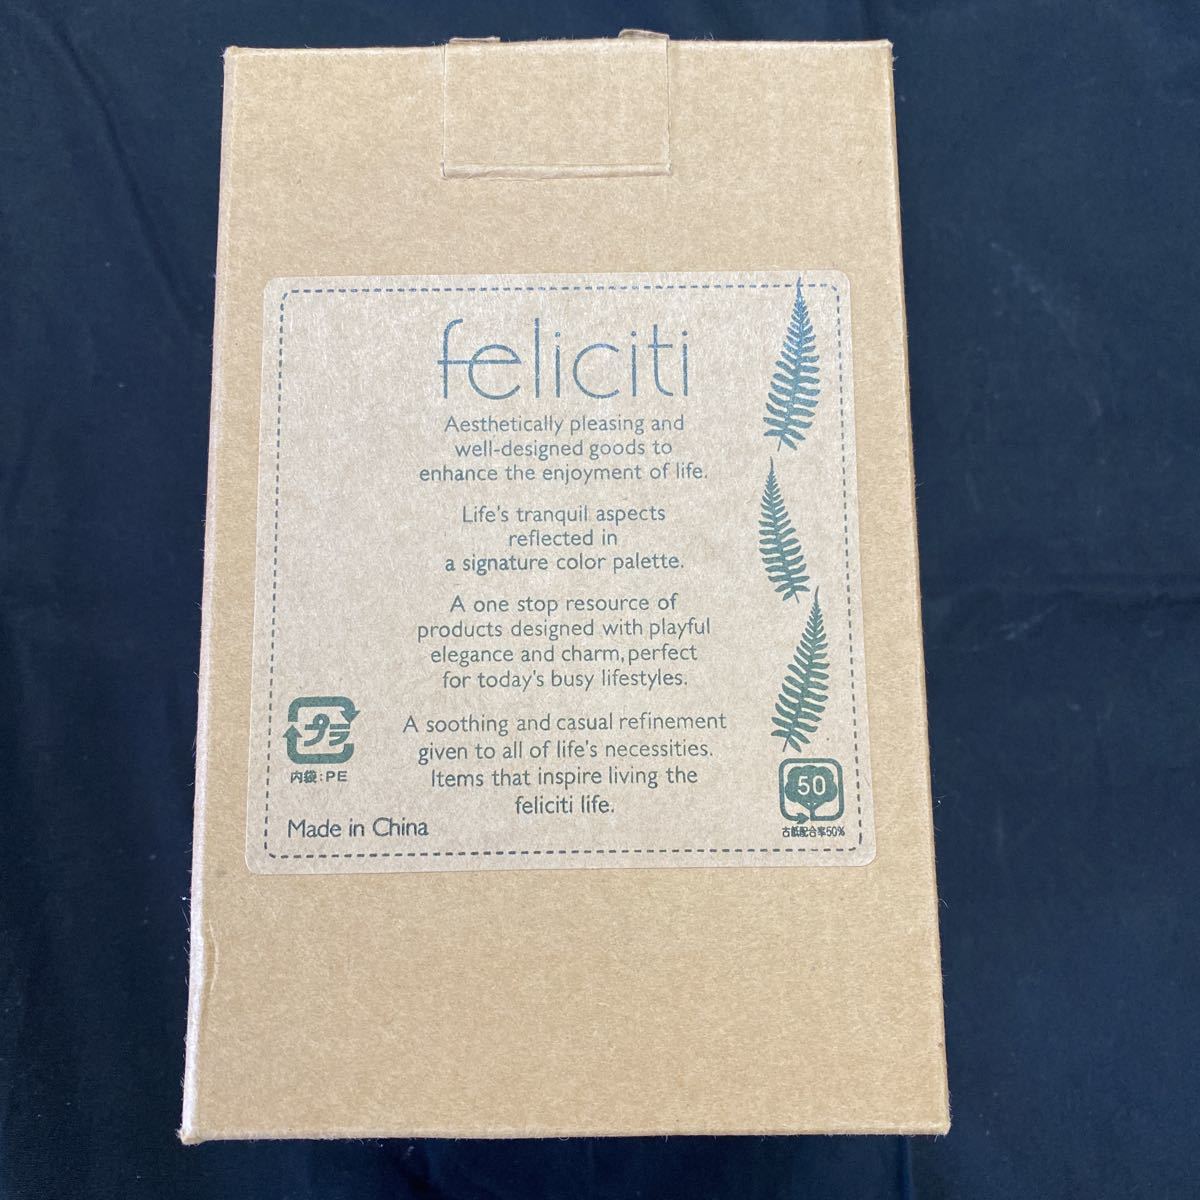 feliciti
Aesthetically pleasing and
well-designed goods to
enhance the enjoyment of life.
Life's tranquil aspects
reflected in
a signature color palette.
A one stop resource of
products designed with playful
elegance and charm, perfect
for today's busy lifestyles.
A soothing and casual refinement
given to all of life's necessities.
Items that inspire living the
feliciti life.
プラ
内袋:PE
Made in China
50
古紙配合率50%